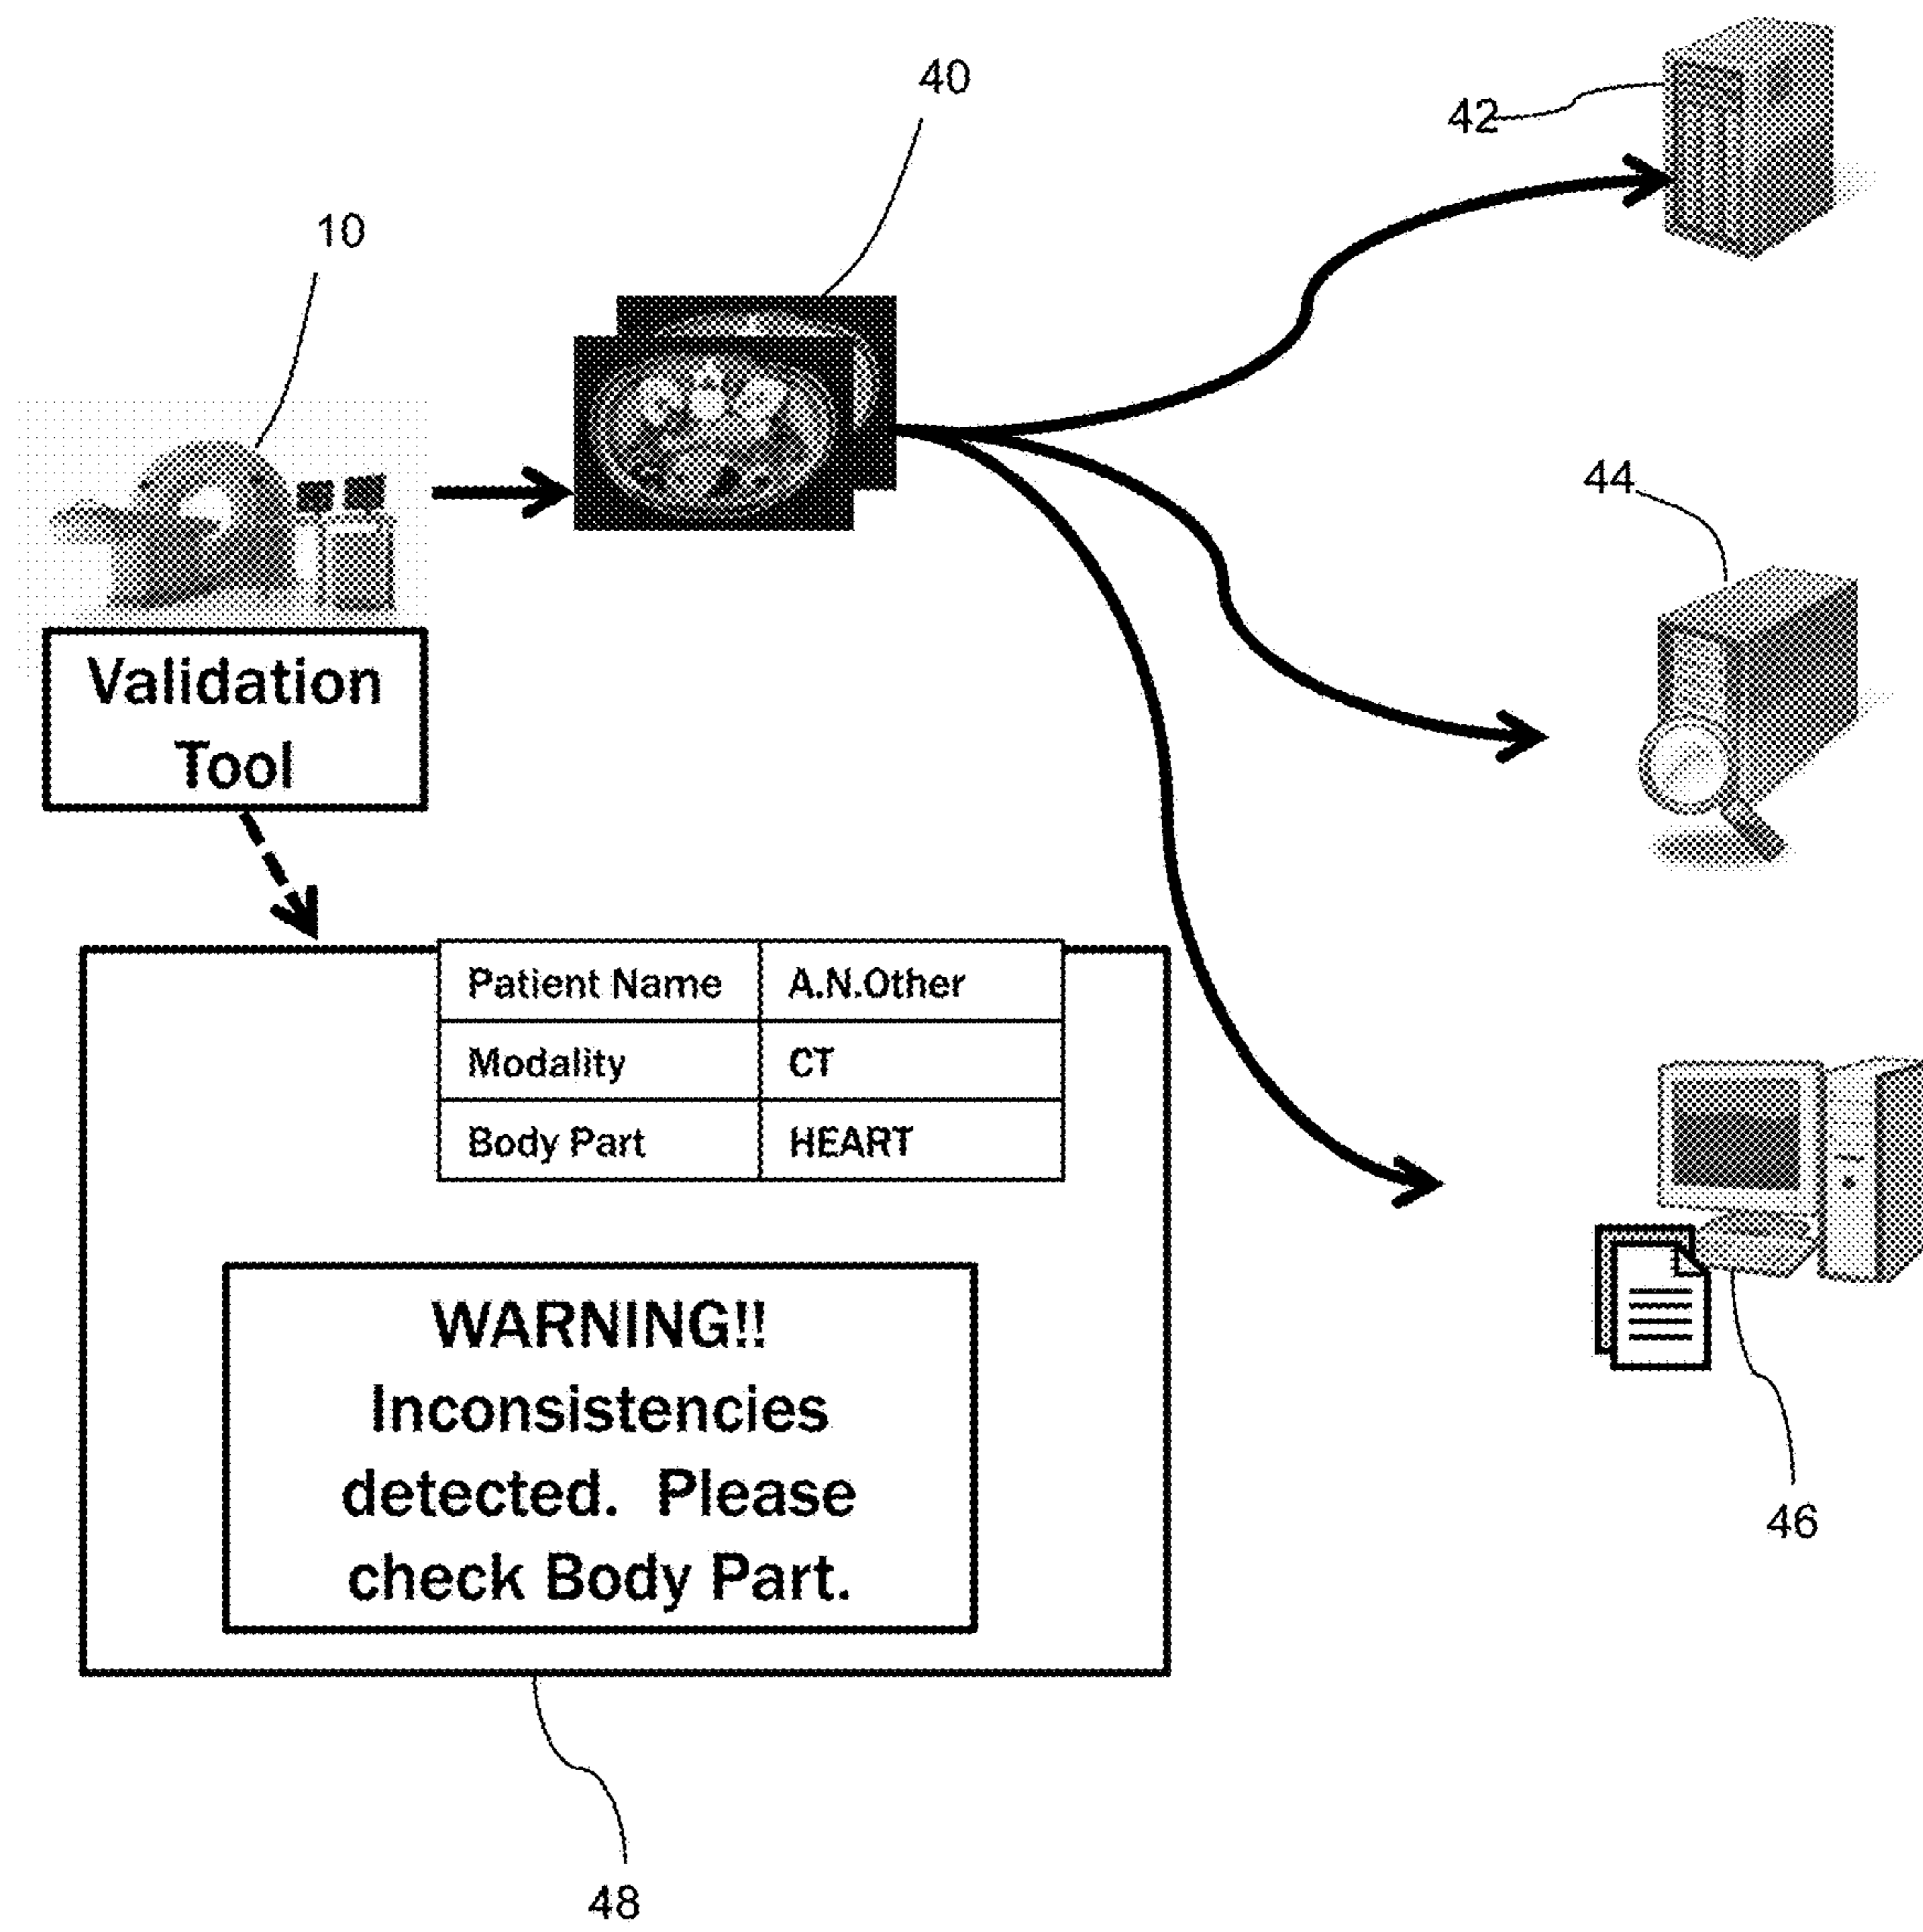 40
42
10
44
Validation
Tool
Patient Name A.N.Other
Modality CT
Body Part HEART
WARNING!!
Inconsistencies
detected. Please
check Body Part.
46
48